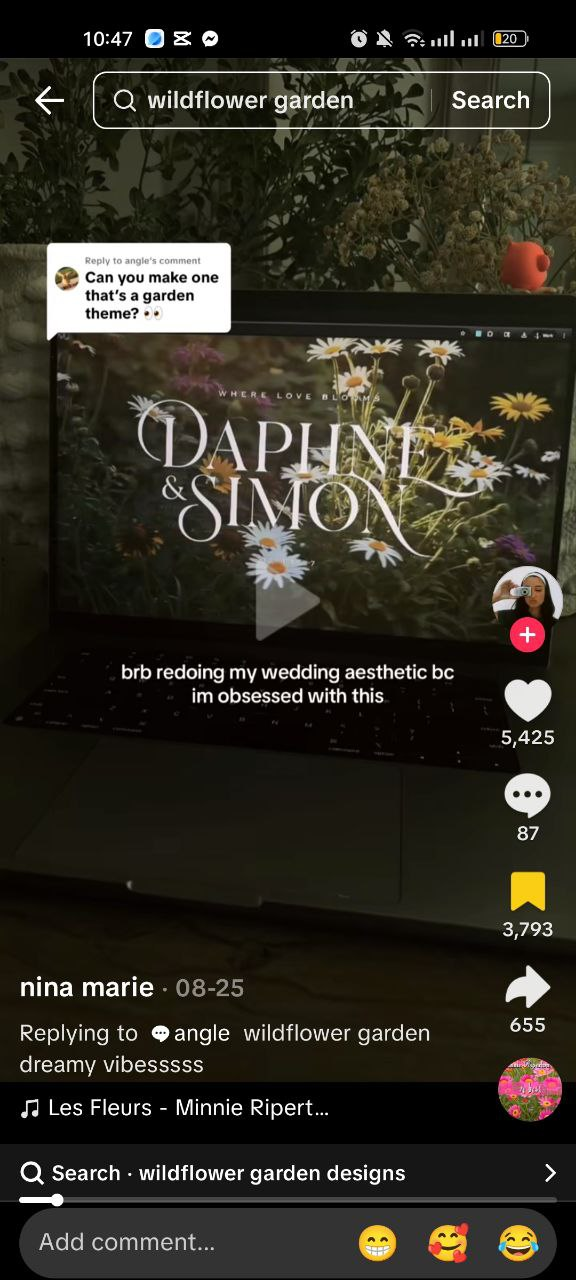 10:47
20
wildflower garden
Search
Reply to angle's comment
Can you make one
that's a garden
theme? 👀
WHERE LOVE BLOOMS
DAPHNE
& SIMON
brb redoing my wedding aesthetic bc
im obsessed with this
5,425
87
3,793
655
nina marie · 08-25
Replying to 💬angle wildflower garden
dreamy vibesssss
Les Fleurs - Minnie Ripert...
Search · wildflower garden designs
Add comment...